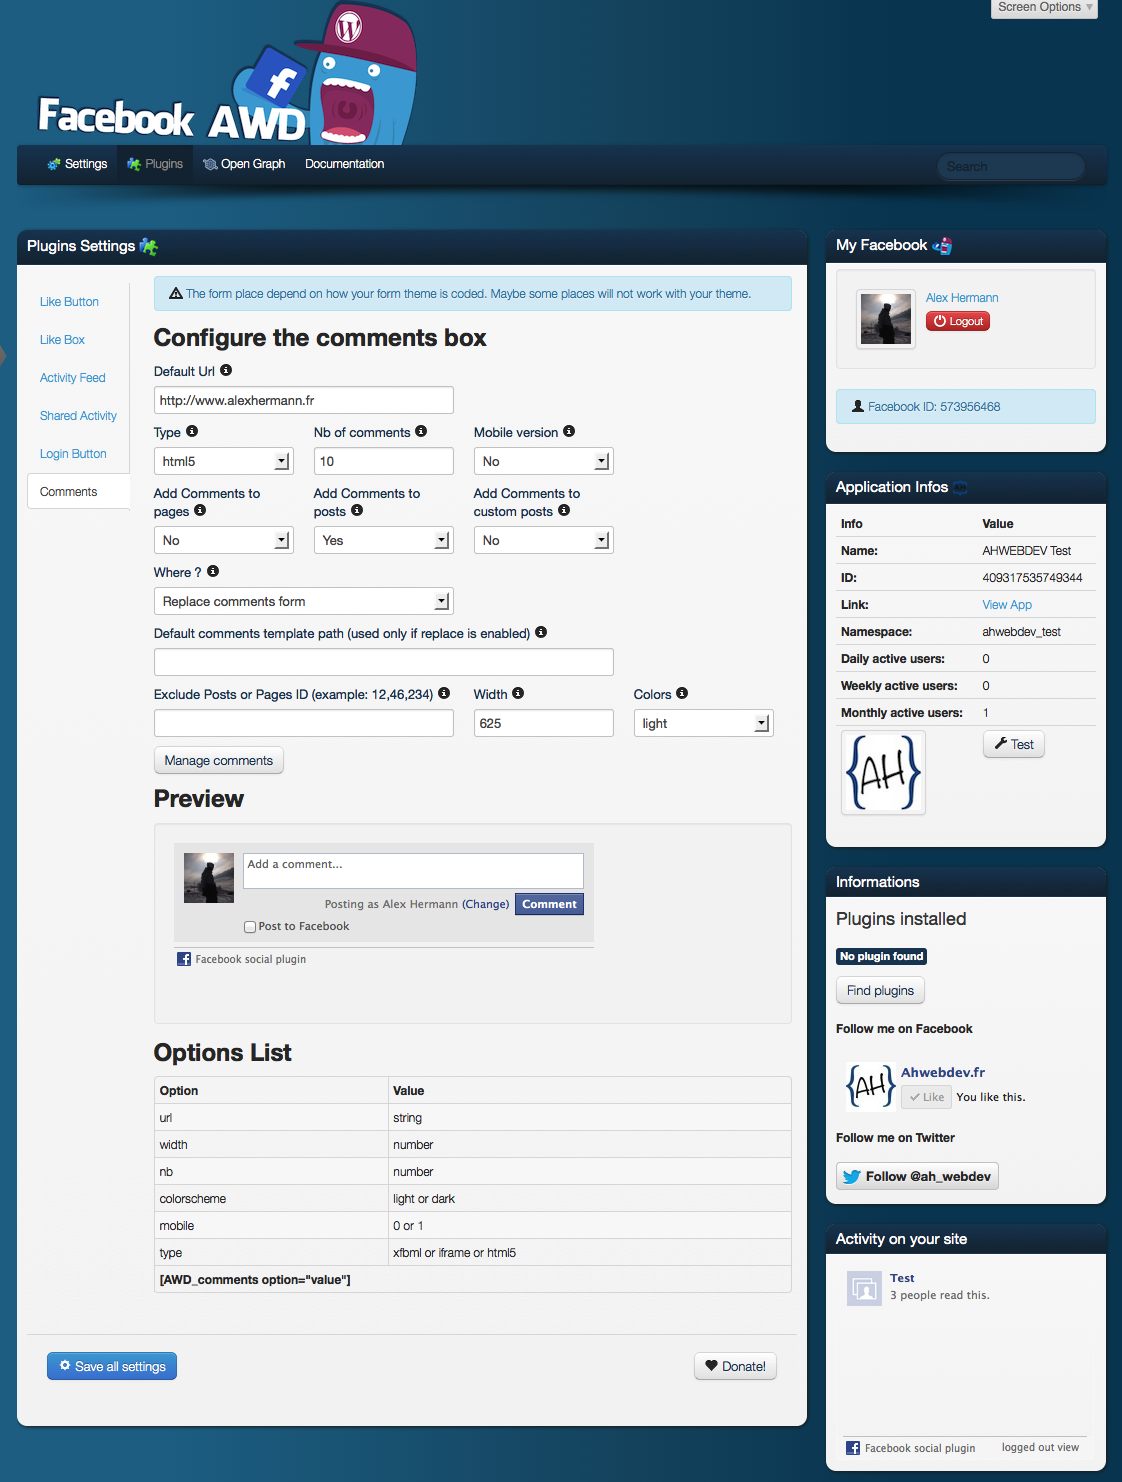 Screen Options
Facebook AWD
Settings
Plugins
Open Graph
Documentation
Search
Plugins Settings
Like Button
Like Box
Activity Feed
Shared Activity
Login Button
Comments
The form place depend on how your form theme is coded. Maybe some places will not work with your theme.
Configure the comments box
Default Url
http://www.alexhermann.fr
Type
Nb of comments
Mobile version
html5
10
No
Add Comments to
pages
Add Comments to
posts
Add Comments to
custom posts
No
Yes
No
Where ?
Replace comments form
Default comments template path (used only if replace is enabled)
Exclude Posts or Pages ID (example: 12,46,234)
Width
Colors
625
light
Manage comments
Preview
Add a comment...
Posting as Alex Hermann (Change)
Comment
Post to Facebook
Facebook social plugin
Options List
Option Value
url string
width number
nb number
colorscheme light or dark
mobile 0 or 1
type xfbml or iframe or html5
[AWD_comments option="value"]
Save all settings
Donate!
My Facebook
Alex Hermann
Logout
Facebook ID: 573956468
Application Infos
Info Value
Name: AHWEBDEV Test
ID: 409317535749344
Link: View App
Namespace: ahwebdev_test
Daily active users: 0
Weekly active users: 0
Monthly active users: 1
{AH}
Test
Informations
Plugins installed
No plugin found
Find plugins
Follow me on Facebook
{AH}
Ahwebdev.fr
Like
You like this.
Follow me on Twitter
Follow @ah_webdev
Activity on your site
Test
3 people read this.
Facebook social plugin
logged out view